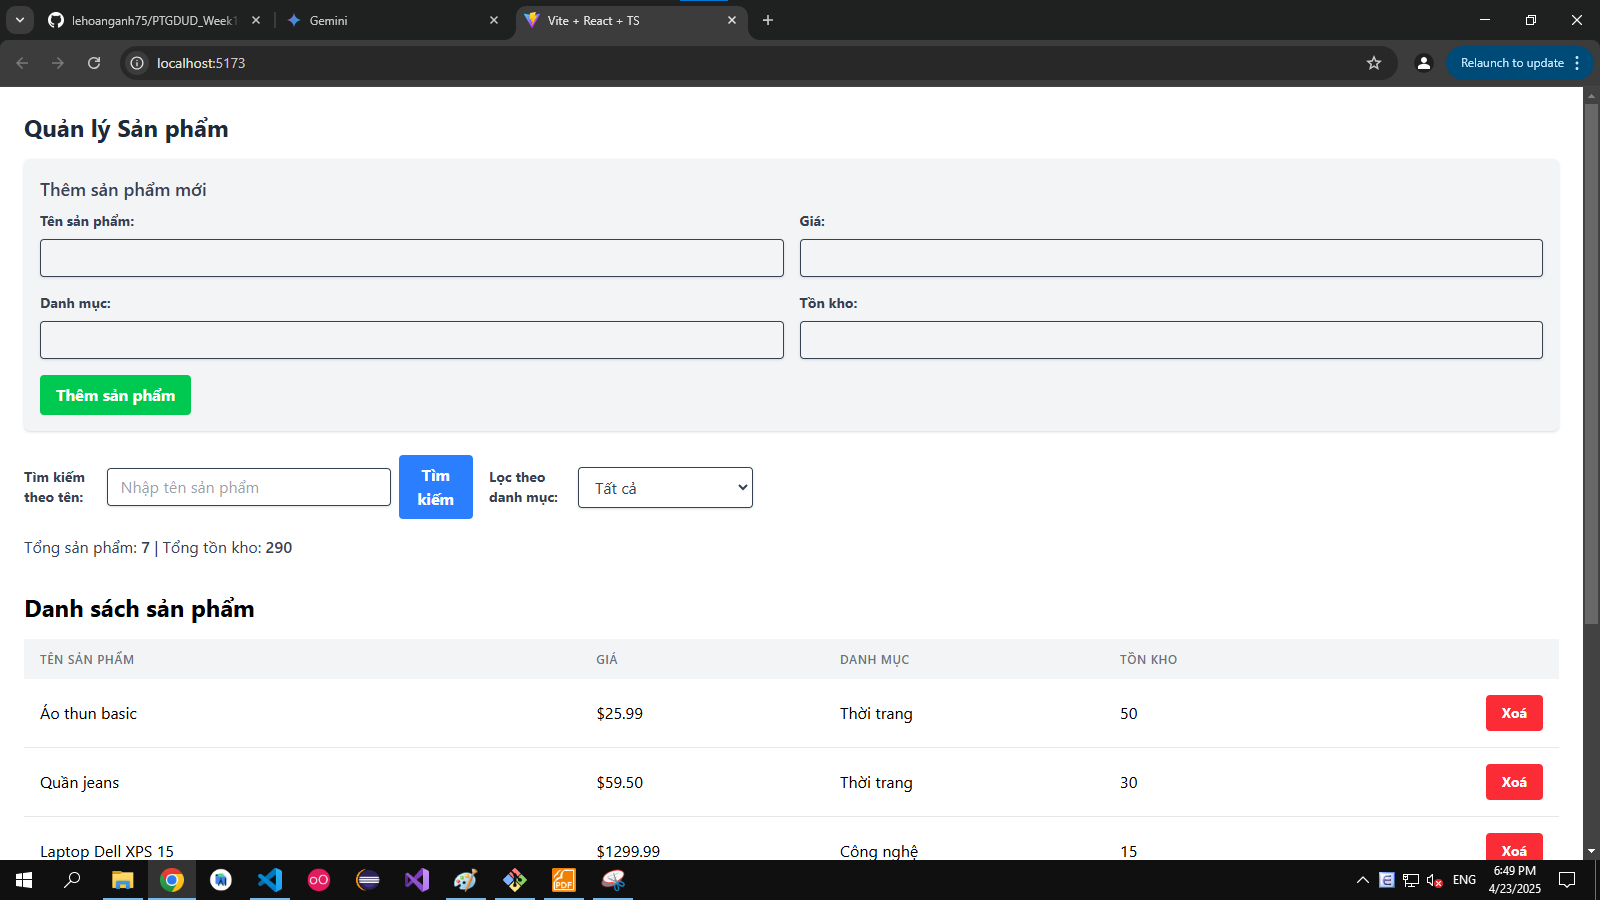 lehoanganh75/PTGDUD_Week1
Gemini
Vite + React + TS
localhost:5173
Relaunch to update
Quản lý Sản phẩm
Thêm sản phẩm mới
Tên sản phẩm:
Giá:
Danh mục:
Tồn kho:
Thêm sản phẩm
Tìm kiếm
theo tên:
Nhập tên sản phẩm
Tìm
kiếm
Lọc theo
danh mục:
Tất cả
Tổng sản phẩm: 7 | Tổng tồn kho: 290
Danh sách sản phẩm
TÊN SẢN PHẨM GIÁ DANH MỤC TỒN KHO
Áo thun basic $25.99 Thời trang 50 Xoá
Quần jeans $59.50 Thời trang 30 Xoá
Laptop Dell XPS 15 $1299.99 Công nghệ 15 Xoá
ENG
6:49 PM
4/23/2025
PDF